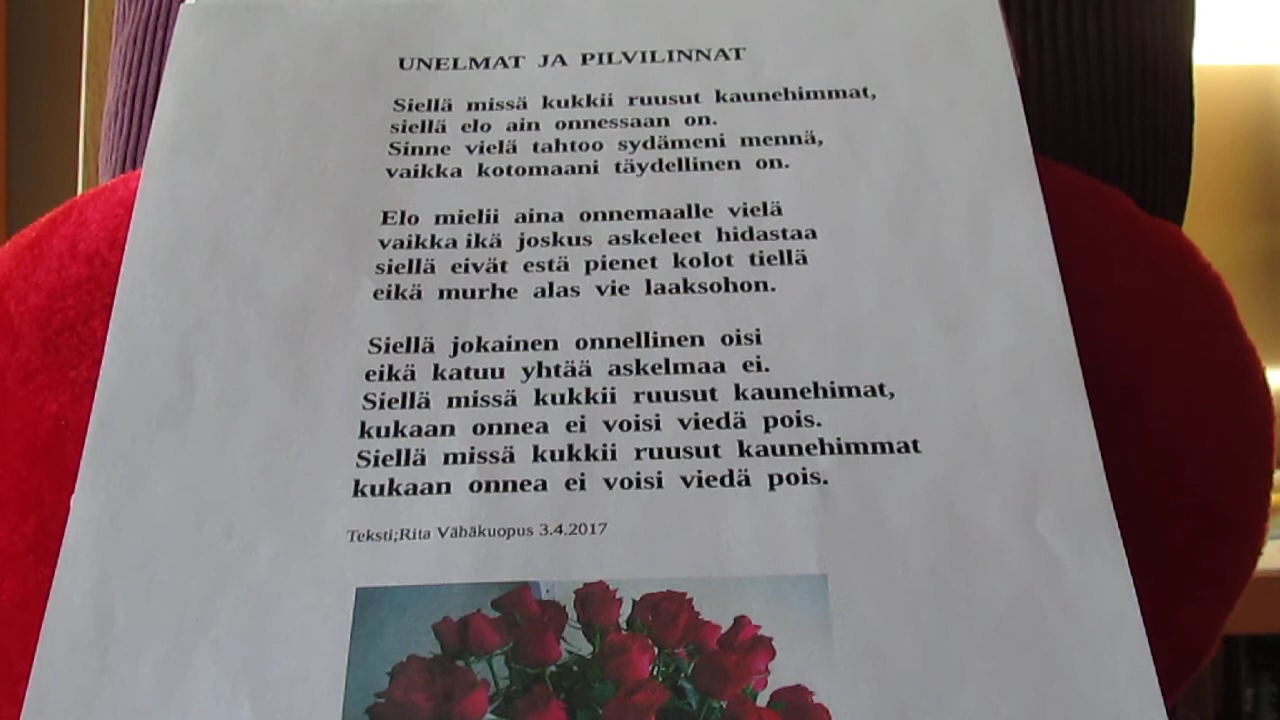 UNELMAT JA PILVILINNAT
Siellä missä kukkii ruusut kaunehimmat,
siellä elo ain onnessaan on.
Sinne vielä tahtoo sydämeni mennä,
vaikka kotomaani täydellinen on.
Elo mielii aina onnemaalle vielä
vaikka ikä joskus askeleet hidastaa
siellä eivät estä pienet kolot tiellä
eikä murhe alas vie laaksohon.
Siellä jokainen onnellinen oisi
eikä katuu yhtää askelmaa ei.
Siellä missä kukkii ruusut kaunehimat,
kukaan onnea ei voisi viedä pois.
Siellä missä kukkii ruusut kaunehimmat
kukaan onnea ei voisi viedä pois.
Teksti;Rita Vähäkuopus 3.4.2017